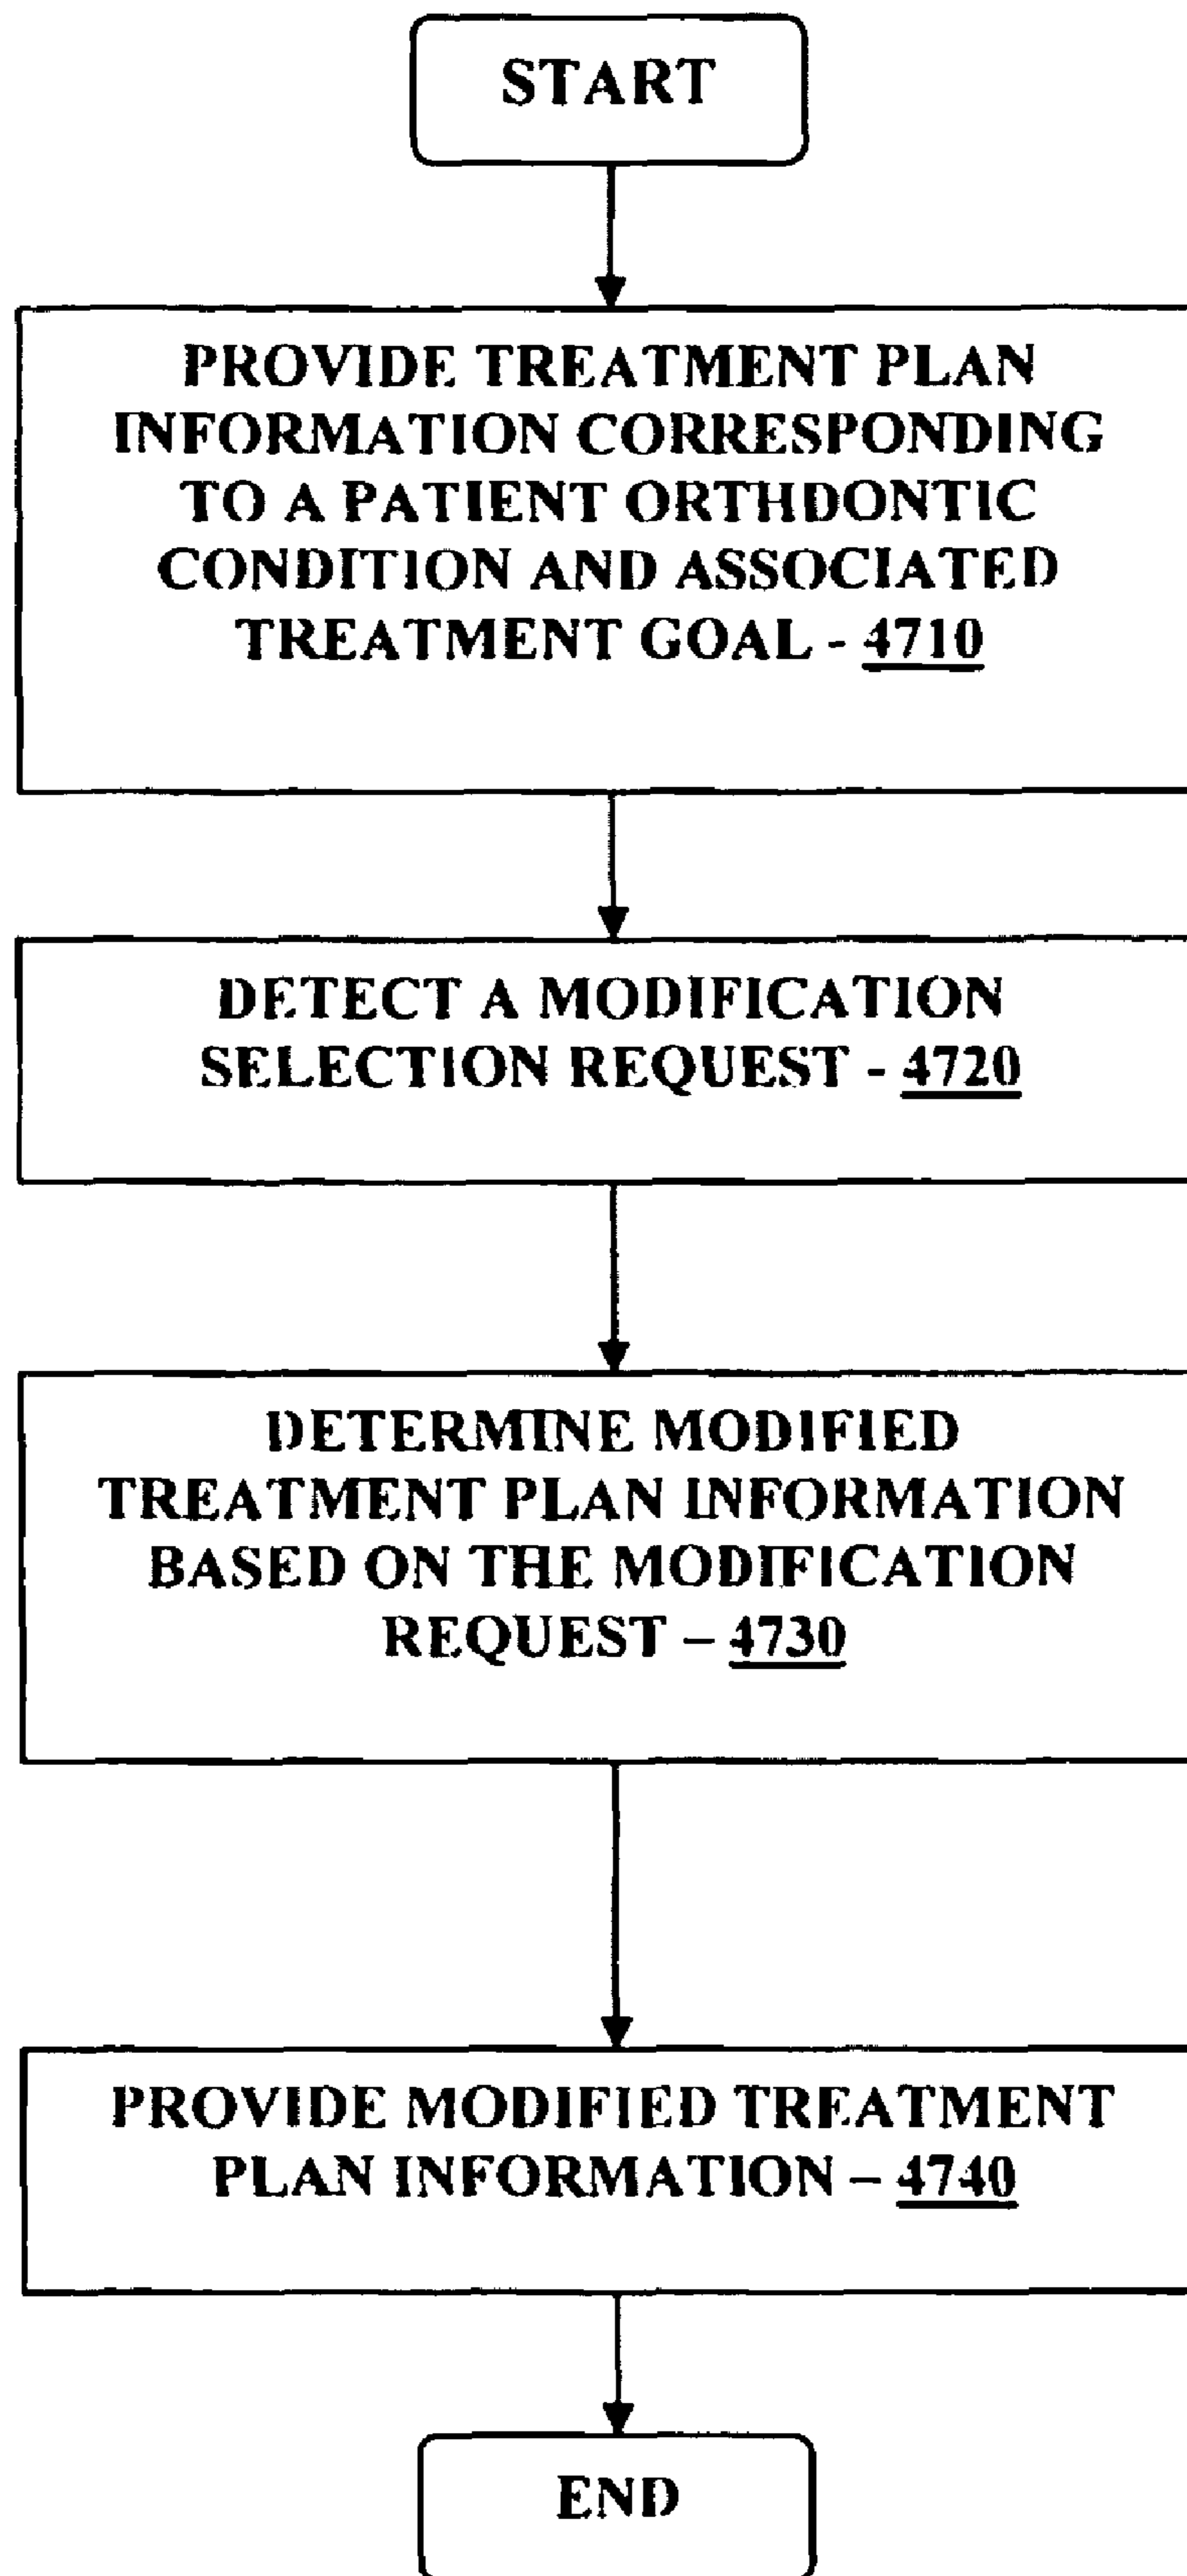 START
PROVIDE TREATMENT PLAN
INFORMATION CORRESPONDING
TO A PATIENT ORTHDONTIC
CONDITION AND ASSOCIATED
TREATMENT GOAL - 4710
DETECT A MODIFICATION
SELECTION REQUEST - 4720
DETERMINE MODIFIED
TREATMENT PLAN INFORMATION
BASED ON THE MODIFICATION
REQUEST – 4730
PROVIDE MODIFIED TREATMENT
PLAN INFORMATION – 4740
END